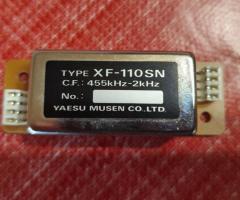 TYPE XF-110SN
C.F.: 455kHz-2kHz
No.:
YAESU MUSEN CO.,LTD.